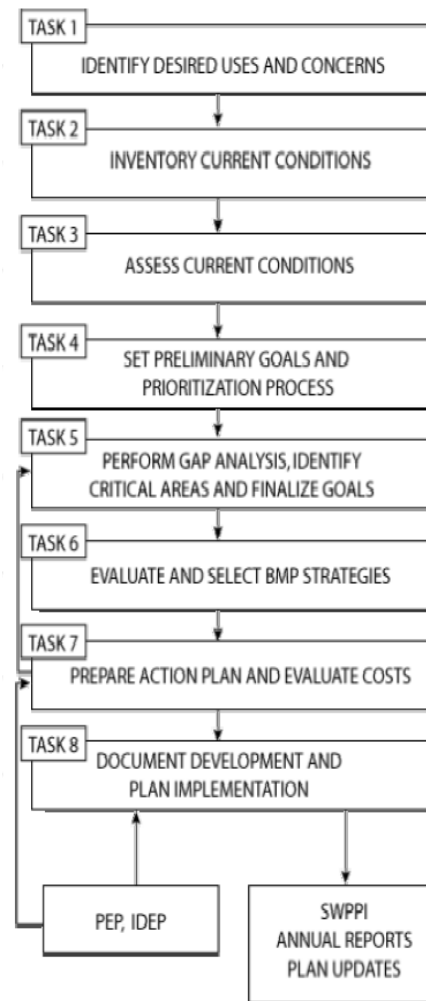 TASK 1
IDENTIFY DESIRED USES AND CONCERNS
TASK 2
INVENTORY CURRENT CONDITIONS
TASK 3
ASSESS CURRENT CONDITIONS
TASK 4
SET PRELIMINARY GOALS AND
PRIORITIZATION PROCESS
TASK 5
PERFORM GAP ANALYSIS, IDENTIFY
CRITICAL AREAS AND FINALIZE GOALS
TASK 6
EVALUATE AND SELECT BMP STRATEGIES
TASK 7
PREPARE ACTION PLAN AND EVALUATE COSTS
TASK 8
DOCUMENT DEVELOPMENT AND
PLAN IMPLEMENTATION
PEP, IDEP
SWPPI
ANNUAL REPORTS
PLAN UPDATES